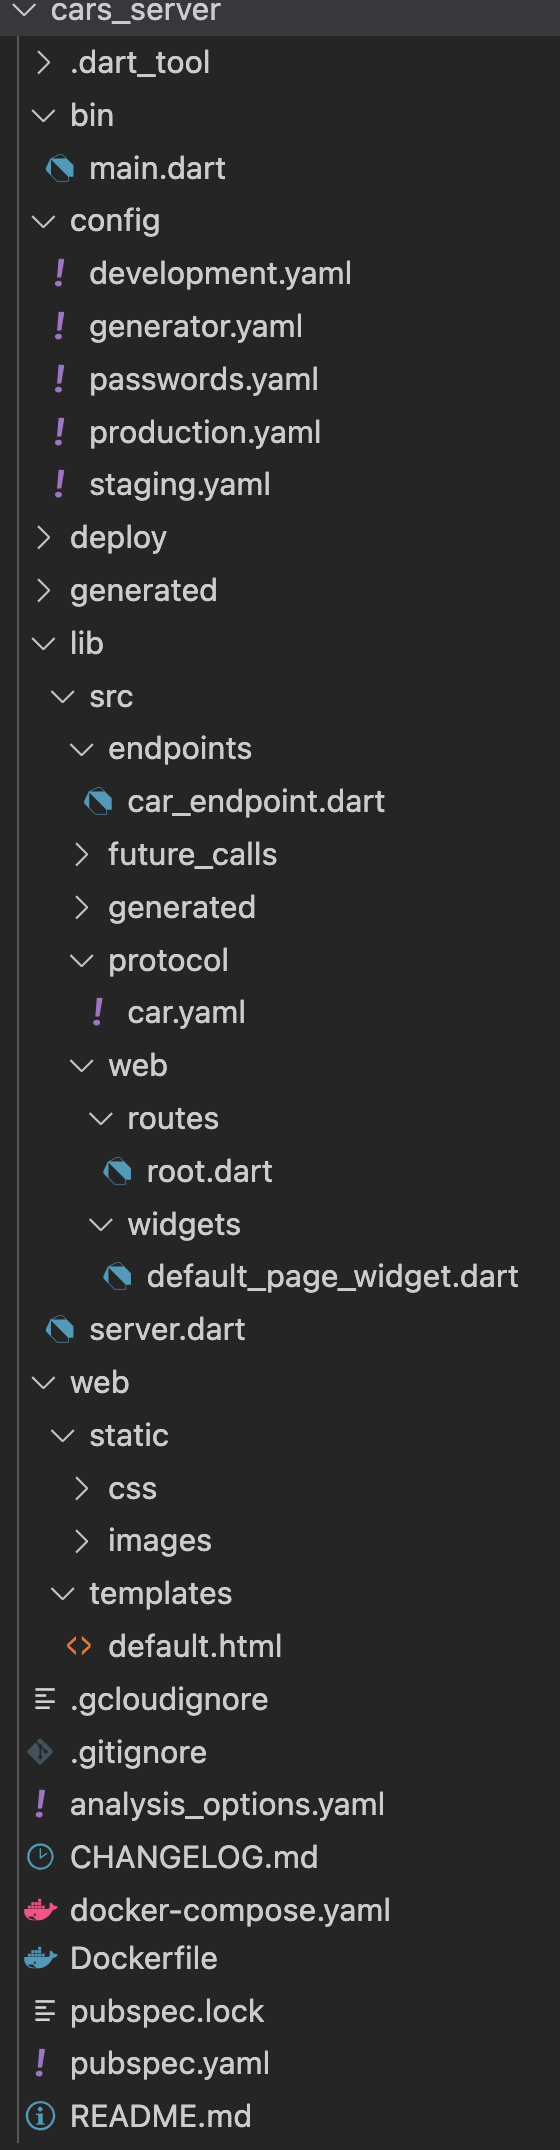 cars_server
.dart_tool
bin
main.dart
config
development.yaml
generator.yaml
passwords.yaml
production.yaml
staging.yaml
deploy
generated
lib
src
endpoints
car_endpoint.dart
future_calls
generated
protocol
car.yaml
web
routes
root.dart
widgets
default_page_widget.dart
server.dart
web
static
css
images
templates
default.html
.gcloudignore
.gitignore
analysis_options.yaml
CHANGELOG.md
docker-compose.yaml
Dockerfile
pubspec.lock
pubspec.yaml
README.md